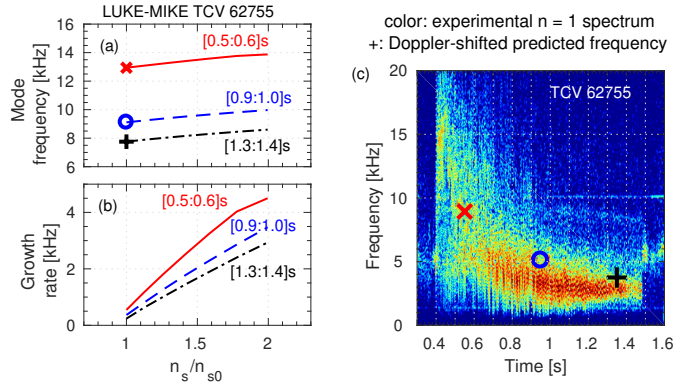 LUKE-MIKE TCV 62755
(a)
[0.5:0.6]s
[0.9:1.0]s
[1.3:1.4]s
16
14
12
10
8
6
Mode
frequency [kHz]
(b)
[0.5:0.6]s
[0.9:1.0]s
[1.3:1.4]s
4
2
0
Growth
rate [kHz]
1
1.5
2
n_s/n_s0
color: experimental n = 1 spectrum
+: Doppler-shifted predicted frequency
(c)
TCV 62755
20
15
10
5
0
Frequency [kHz]
0.4 0.6 0.8 1 1.2 1.4 1.6
Time [s]